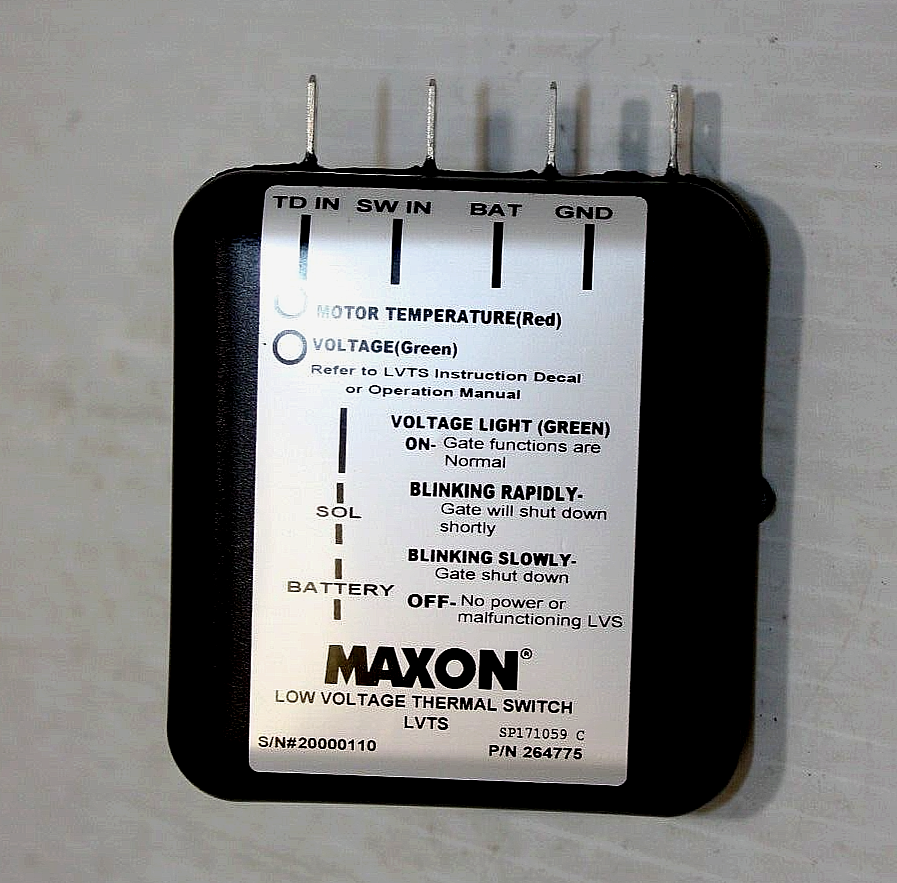 TD IN SW IN BAT GND
MOTOR TEMPERATURE(Red)
VOLTAGE(Green)
Refer to LVTS Instruction Decal
or Operation Manual
VOLTAGE LIGHT (GREEN)
ON- Gate functions are
Normal
BLINKING RAPIDLY-
Gate will shut down
shortly
SOL
BLINKING SLOWLY-
Gate shut down
BATTERY
OFF- No power or
malfunctioning LVS
MAXON®
LOW VOLTAGE THERMAL SWITCH
LVTS
SP171059 C
S/N#20000110
P/N 264775